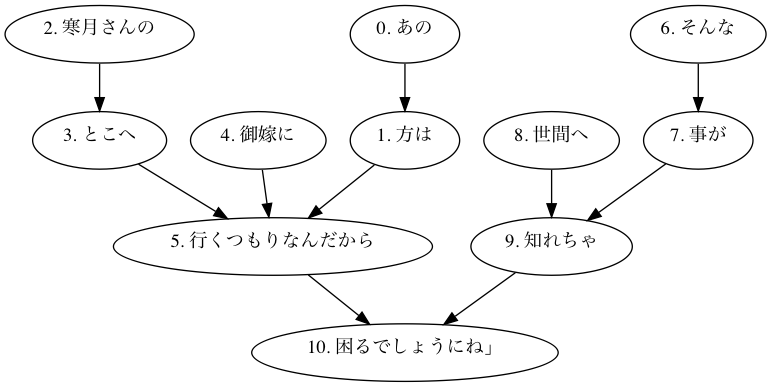 2. 寒月さんの
0. あの
6. そんな
3. とこへ
4. 御嫁に
1. 方は
8. 世間へ
7. 事が
5. 行くつもりなんだから
9. 知れちゃ
10. 困るでしょうにね」